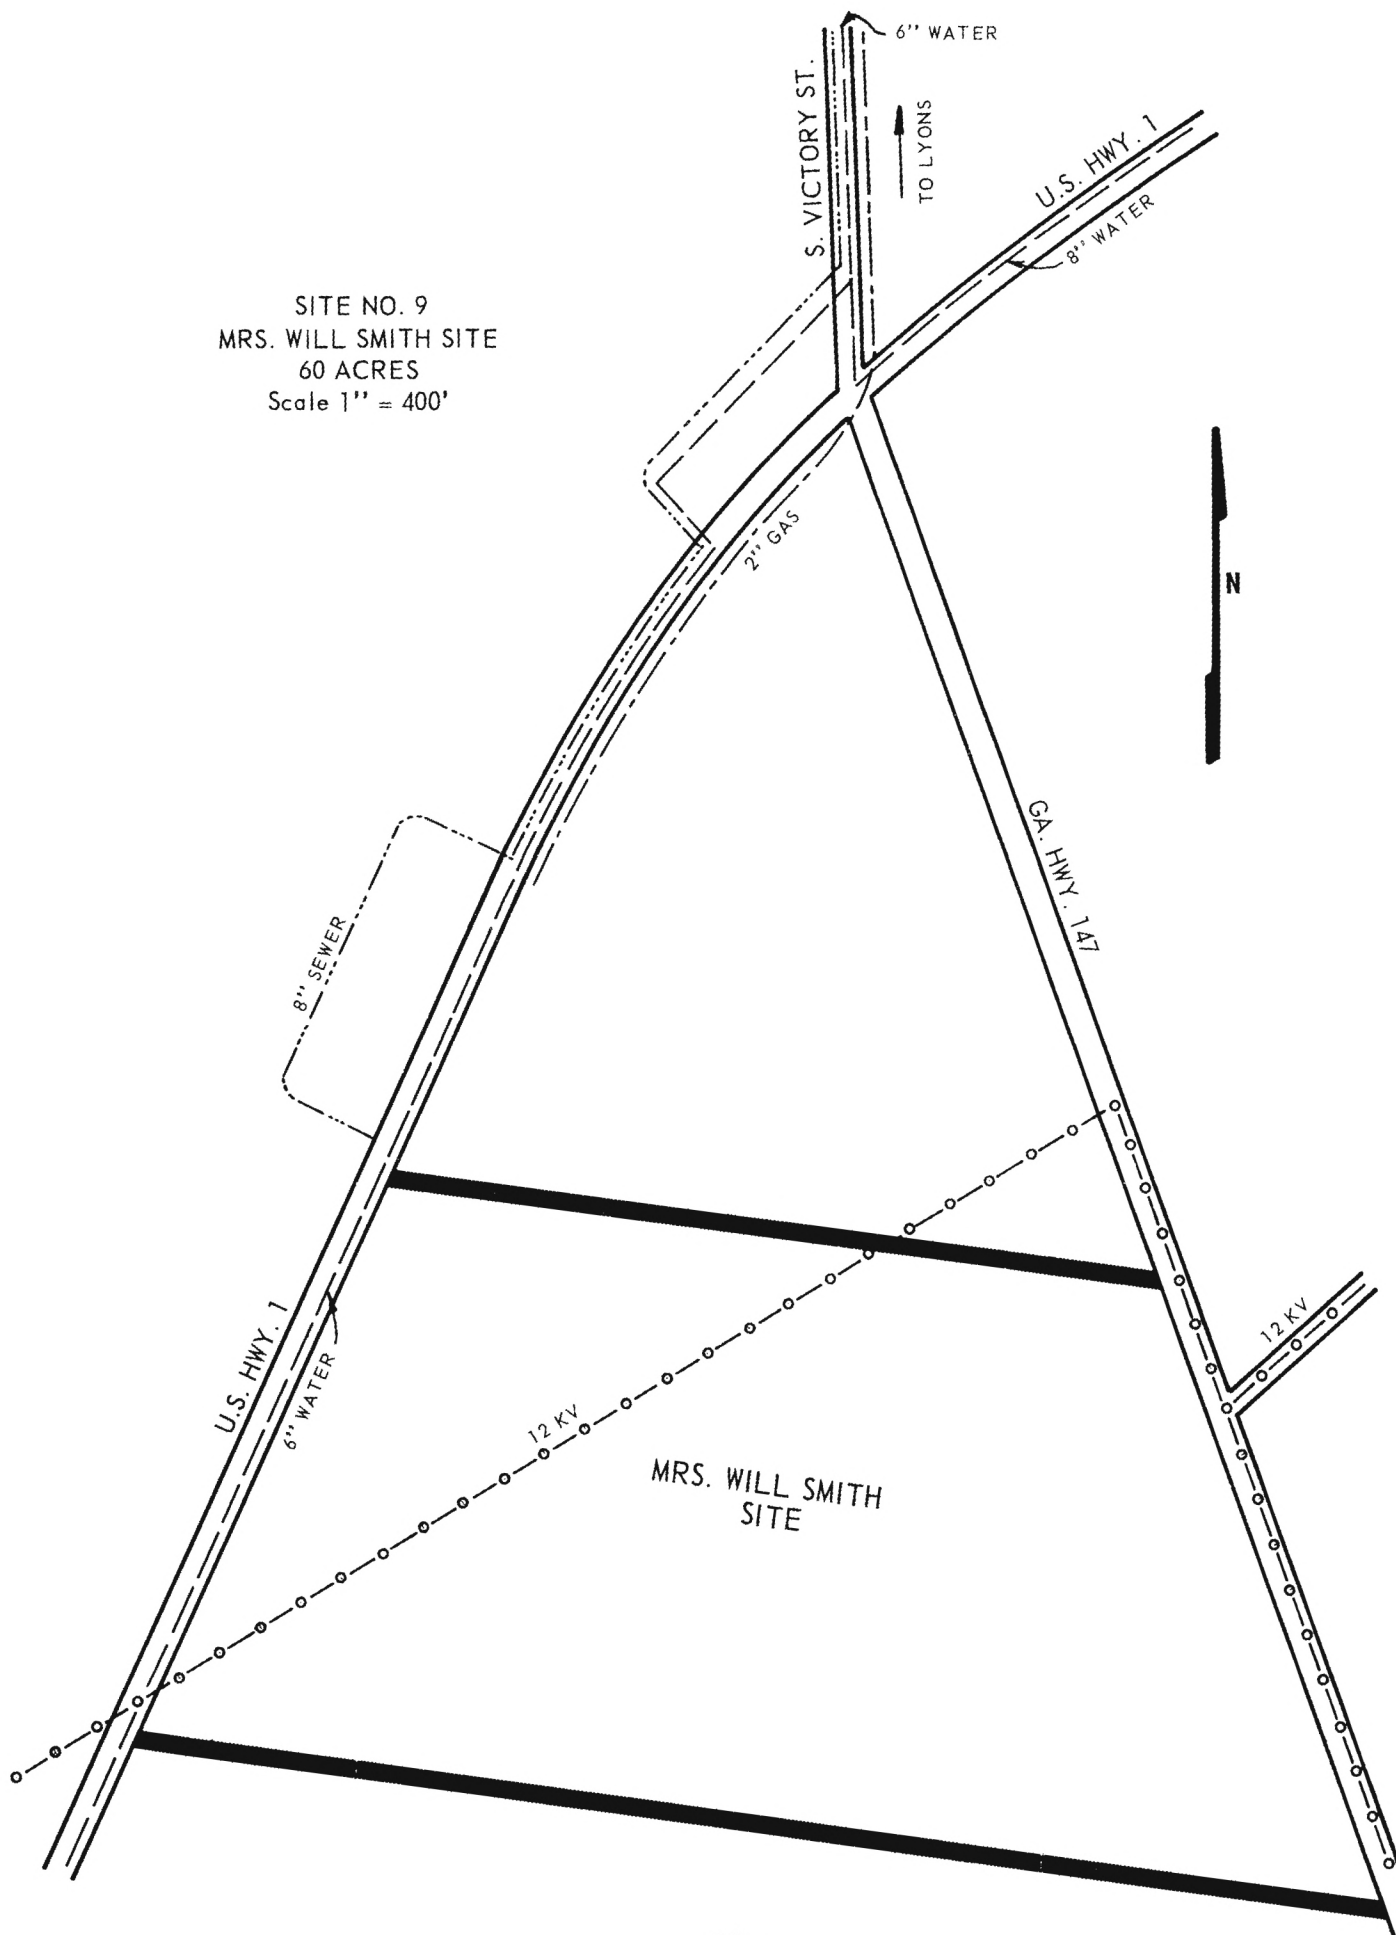 6'' WATER
S. VICTORY ST.
TO LYONS
U.S. HWY. 1
8'' WATER
SITE NO. 9
MRS. WILL SMITH SITE
60 ACRES
Scale 1'' = 400'
2'' GAS
N
GA. HWY. 147
8'' SEWER
U.S. HWY. 1
6'' WATER
12 KV
12 KV
MRS. WILL SMITH
SITE